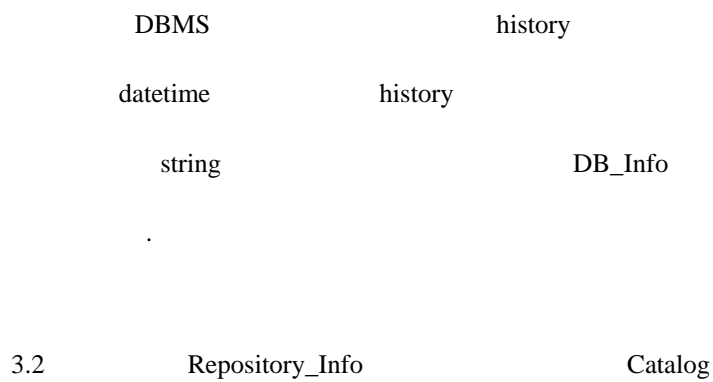 DBMS history
datetime history
string DB_Info
.
3.2 Repository_Info Catalog